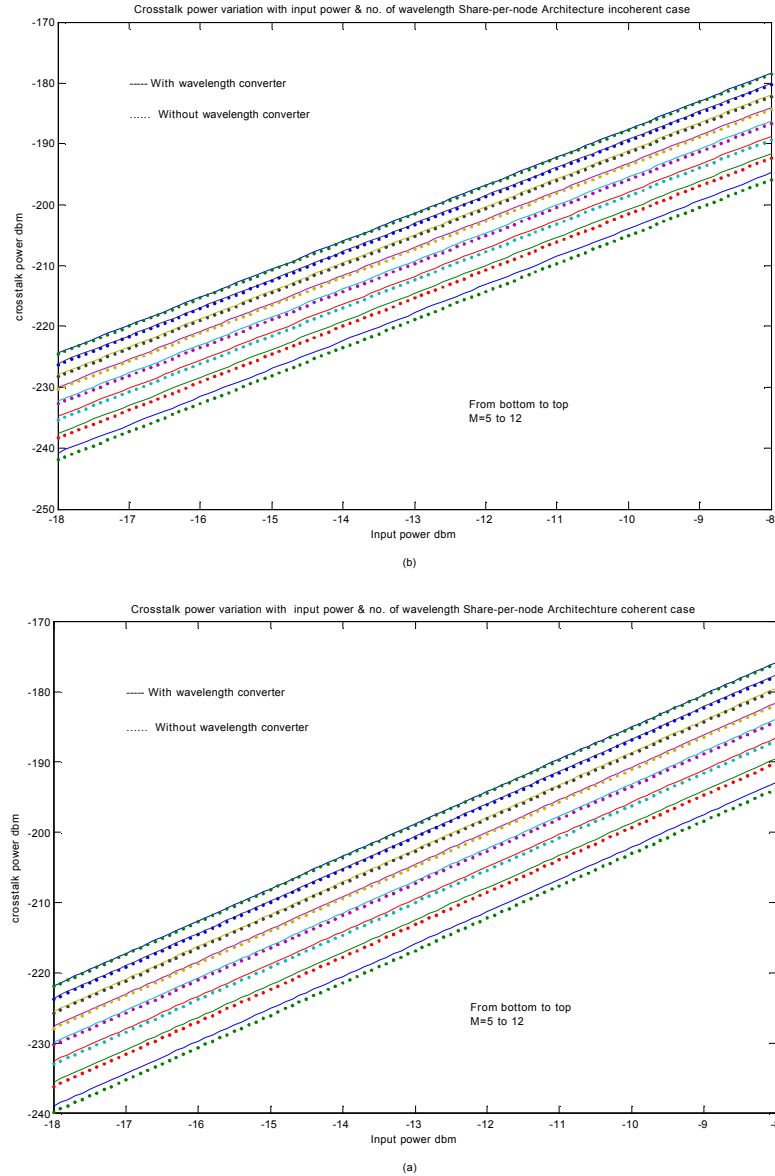 Crosstalk power variation with input power & no. of wavelength Share-per-node Architecture incoherent case
-170
-180
-190
-200
-210
-220
-230
-240
-250
crosstalk power dbm
---- With wavelength converter
...... Without wavelength converter
From bottom to top
M=5 to 12
-18 -17 -16 -15 -14 -13 -12 -11 -10 -9 -8
Input power dbm
(b)
Crosstalk power variation with input power & no. of wavelength Share-per-node Architechture coherent case
-170
-180
-190
-200
-210
-220
-230
-240
crosstalk power dbm
---- With wavelength converter
...... Without wavelength converter
From bottom to top
M=5 to 12
-18 -17 -16 -15 -14 -13 -12 -11 -10 -9 -8
Input power dbm
(a)